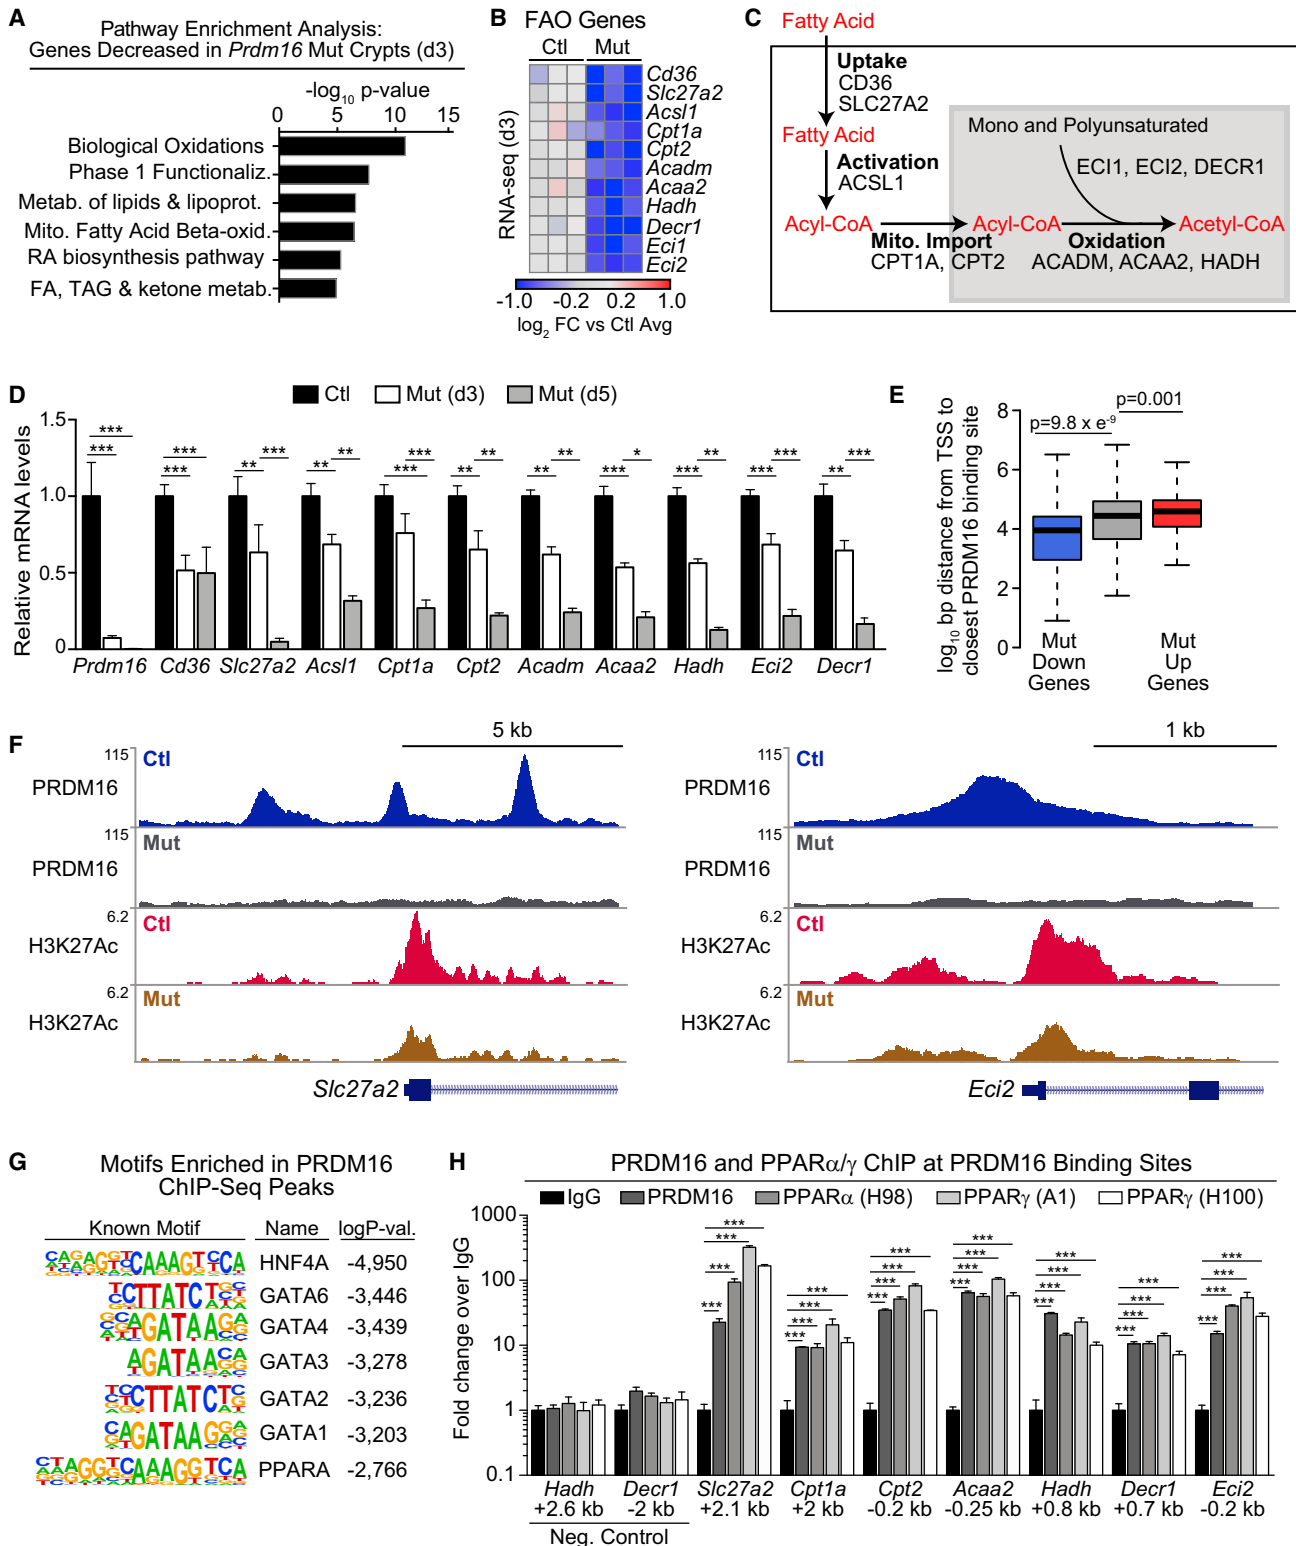 A
Pathway Enrichment Analysis:
Genes Decreased in Prdm16 Mut Crypts (d3)
-log10 p-value
0 5 10 15
Biological Oxidations
Phase 1 Functionaliz.
Metab. of lipids & lipoprot.
Mito. Fatty Acid Beta-oxid.
RA biosynthesis pathway
FA, TAG & ketone metab.
B
FAO Genes
Ctl Mut
RNA-seq (d3)
Cd36
Slc27a2
Acsl1
Cpt1a
Cpt2
Acadm
Acaa2
Hadh
Decr1
Eci1
Eci2
-1.0 -0.2 0.2 1.0
log2 FC vs Ctl Avg
C
Fatty Acid
Uptake
CD36
SLC27A2
Fatty Acid
Activation
ACSL1
Mono and Polyunsaturated
ECI1, ECI2, DECR1
Acyl-CoA Acyl-CoA Acetyl-CoA
Mito. Import Oxidation
CPT1A, CPT2 ACADM, ACAA2, HADH
D
Ctl Mut (d3) Mut (d5)
Relative mRNA levels
1.5
1.0
0.5
0
*** *** *** *** ** *** ** ** *** *** ** ** ** ** *** * *** ** *** *** ** ***
Prdm16 Cd36 Slc27a2 Acsl1 Cpt1a Cpt2 Acadm Acaa2 Hadh Eci2 Decr1
E
log10 bp distance from TSS to
closest PRDM16 binding site
8
6
4
2
0
p=9.8 x e-9
p=0.001
Mut
Down
Genes
Mut
Up
Genes
F
5 kb
115
Ctl
PRDM16
115
Mut
PRDM16
6.2
Ctl
H3K27Ac
6.2
Mut
H3K27Ac
Slc27a2
1 kb
115
Ctl
PRDM16
115
Mut
PRDM16
6.2
Ctl
H3K27Ac
6.2
Mut
H3K27Ac
Eci2
G
Motifs Enriched in PRDM16
ChIP-Seq Peaks
Known Motif Name logP-val.
HNF4A -4,950
GATA6 -3,446
GATA4 -3,439
GATA3 -3,278
GATA2 -3,236
GATA1 -3,203
PPARA -2,766
H
PRDM16 and PPARα/γ ChIP at PRDM16 Binding Sites
IgG PRDM16 PPARα (H98) PPARγ (A1) PPARγ (H100)
Fold change over IgG
1000
100
10
1
0.1
*** *** *** ***
*** *** *** ***
*** *** *** ***
*** *** *** ***
*** *** *** ***
*** *** *** ***
*** *** *** ***
Hadh Decr1 Slc27a2 Cpt1a Cpt2 Acaa2 Hadh Decr1 Eci2
+2.6 kb -2 kb +2.1 kb +2 kb -0.2 kb -0.25 kb +0.8 kb +0.7 kb -0.2 kb
Neg. Control